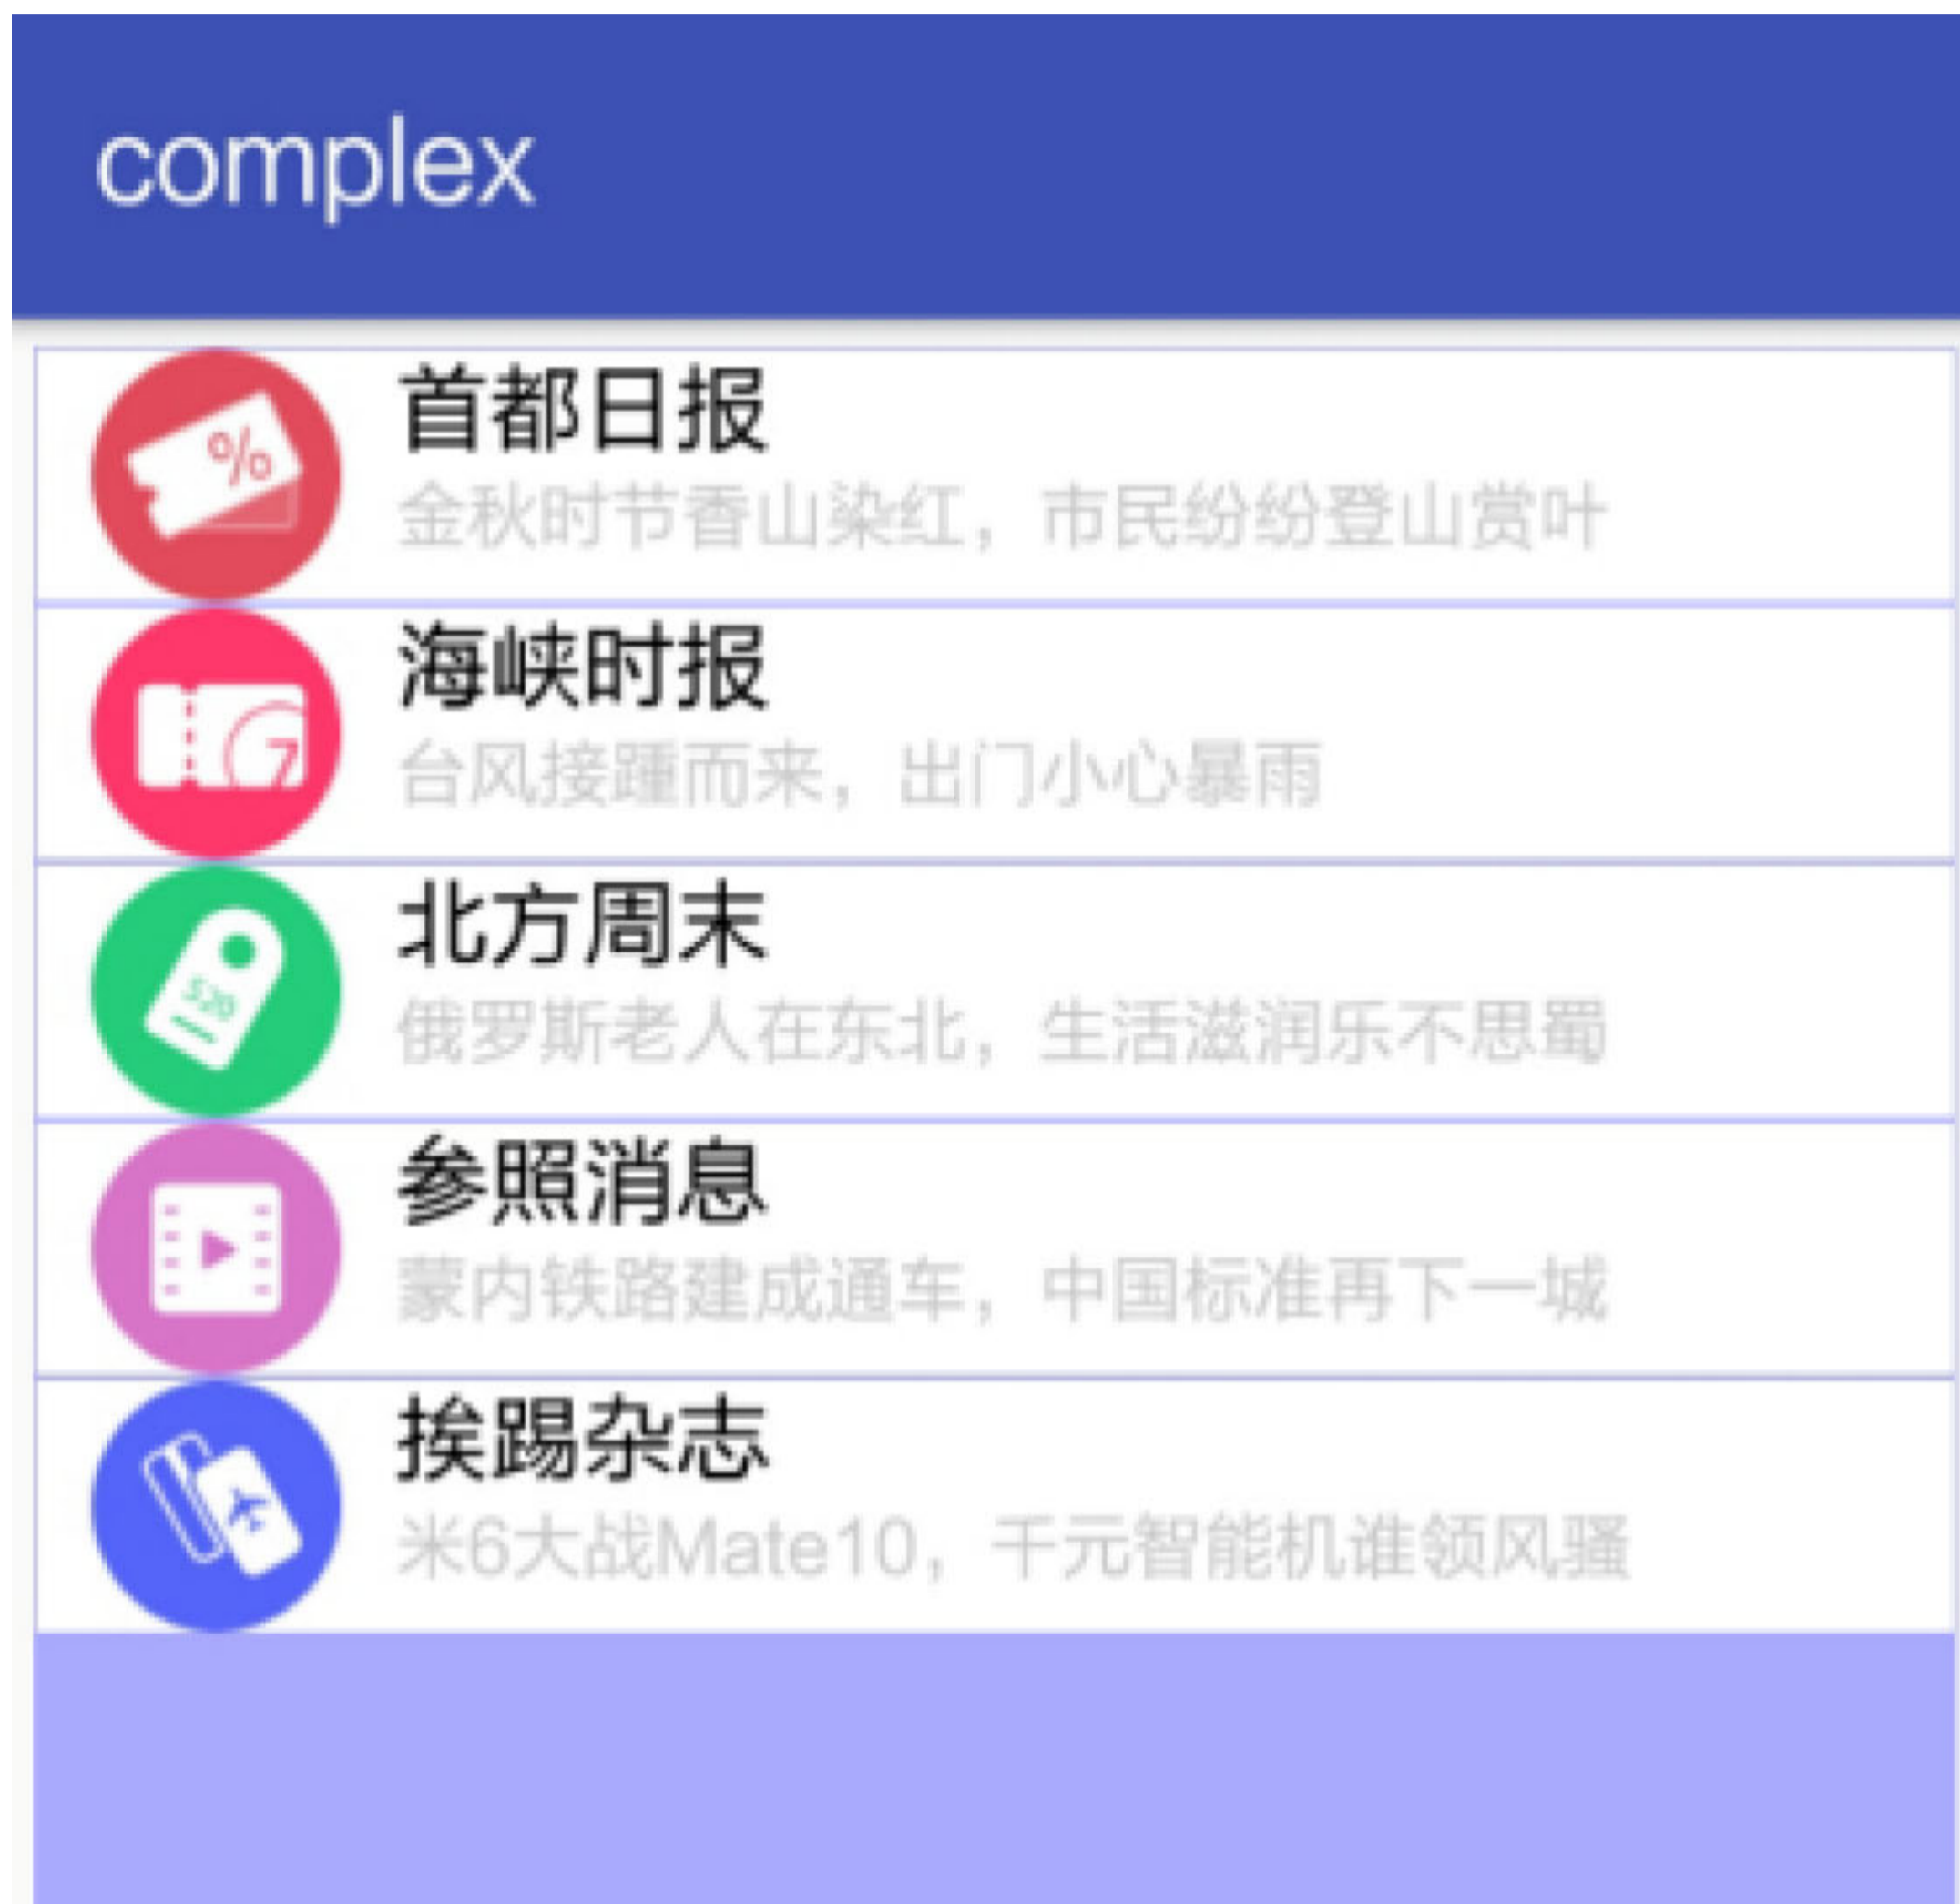 complex
%
首都日报
金秋时节香山染红，市民纷纷登山赏叶
7
海峡时报
台风接踵而来，出门小心暴雨
520
北方周末
俄罗斯老人在东北，生活滋润乐不思蜀
参照消息
蒙内铁路建成通车，中国标准再下一城
挨踢杂志
米6大战Mate10，千元智能机谁领风骚